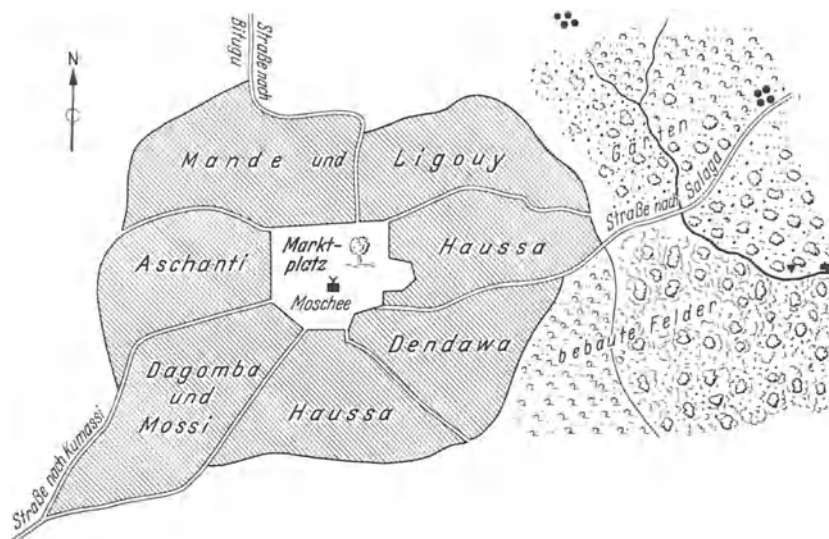 N
Straße nach
Bitugu
Mande und
Ligouy
Gärten
Straße nach Salaga
Aschanti
Markt-
platz
Haussa
Moschee
bebaute Felder
Dendawa
Dagomba
und
Mossi
Haussa
Straße nach Kumassi